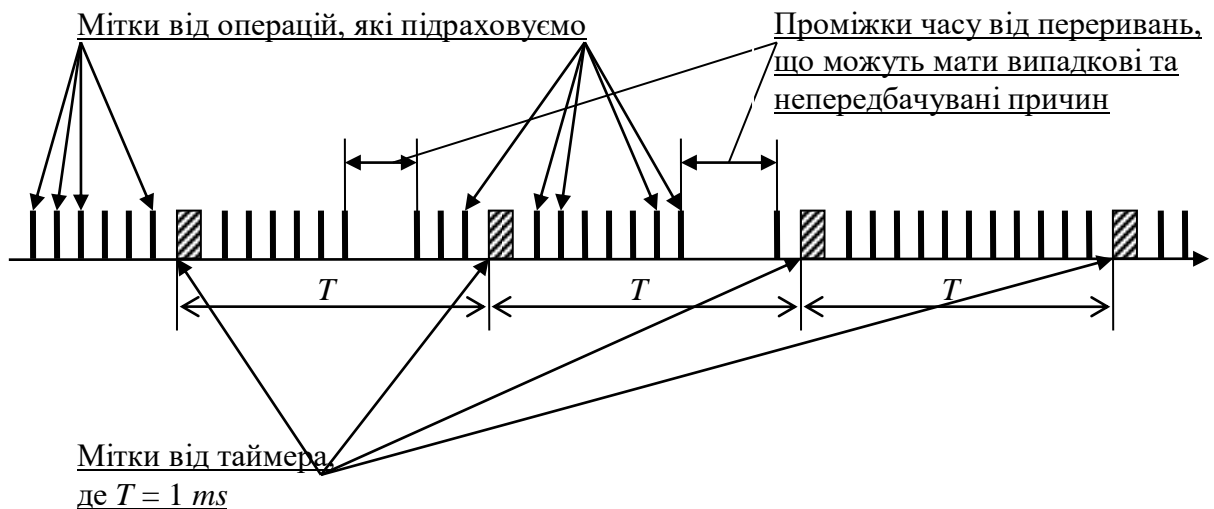 Мітки від операцій, які підраховуємо
Проміжки часу від переривань,
що можуть мати випадкові та
непередбачувані причин
T
T
T
Мітки від таймера,
де T = 1 ms